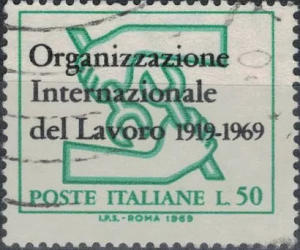 Organizzazione
Internazionale
del Lavoro 1919-1969
POSTE ITALIANE L. 50
I.P.S.-ROMA 1969